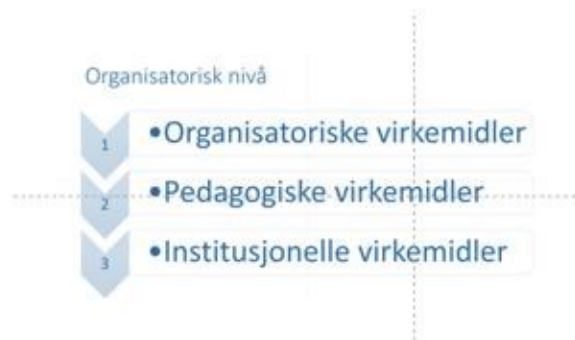 Organisatorisk nivå
1 •Organisatoriske virkemidler
2 •Pedagogiske virkemidler
3 •Institusjonelle virkemidler